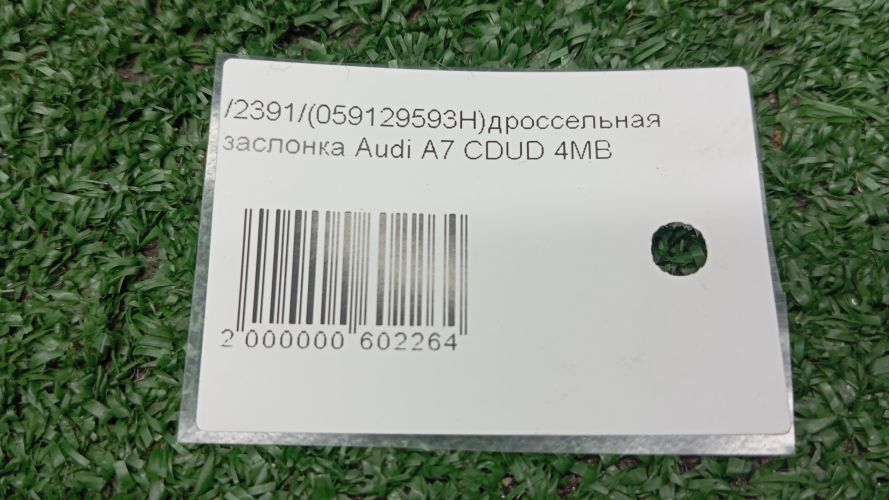 /2391/(059129593H)дроссельная
заслонка Audi A7 CDUD 4MB
2 000000 602264